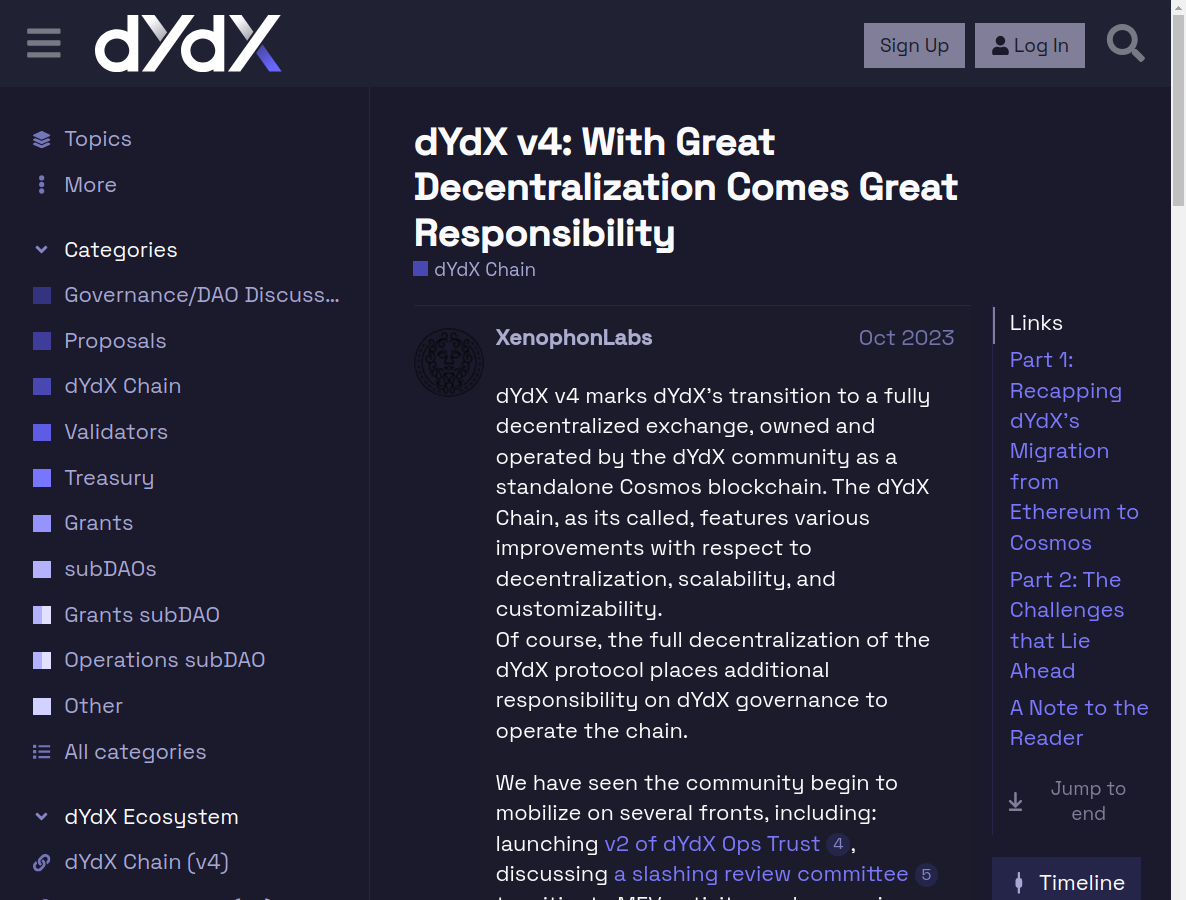 dYdX
Sign Up
Log In
Topics
More
Categories
Governance/DAO Discuss...
Proposals
dYdX Chain
Validators
Treasury
Grants
subDAOs
Grants subDAO
Operations subDAO
Other
All categories
dYdX Ecosystem
dYdX Chain (v4)
dYdX v4: With Great
Decentralization Comes Great
Responsibility
dYdX Chain
XenophonLabs
Oct 2023
dYdX v4 marks dYdX’s transition to a fully
decentralized exchange, owned and
operated by the dYdX community as a
standalone Cosmos blockchain. The dYdX
Chain, as its called, features various
improvements with respect to
decentralization, scalability, and
customizability.
Of course, the full decentralization of the
dYdX protocol places additional
responsibility on dYdX governance to
operate the chain.
We have seen the community begin to
mobilize on several fronts, including:
launching v2 of dYdX Ops Trust 4,
discussing a slashing review committee 5
Links
Part 1:
Recapping
dYdX’s
Migration
from
Ethereum to
Cosmos
Part 2: The
Challenges
that Lie
Ahead
A Note to the
Reader
Jump to
end
Timeline